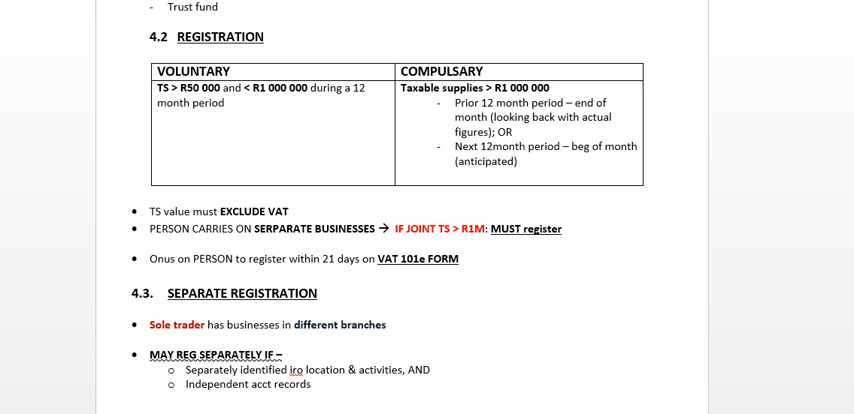 - Trust fund
4.2 REGISTRATION
VOLUNTARY
TS > R50 000 and < R1 000 000 during a 12
month period
COMPULSARY
Taxable supplies > R1 000 000
- Prior 12 month period – end of
month (looking back with actual
figures); OR
- Next 12month period – beg of month
(anticipated)
• TS value must EXCLUDE VAT
• PERSON CARRIES ON SERPARATE BUSINESSES → IF JOINT TS > R1M: MUST register
• Onus on PERSON to register within 21 days on VAT 101e FORM
4.3. SEPARATE REGISTRATION
• Sole trader has businesses in different branches
• MAY REG SEPARATELY IF –
o Separately identified iro location & activities, AND
o Independent acct records